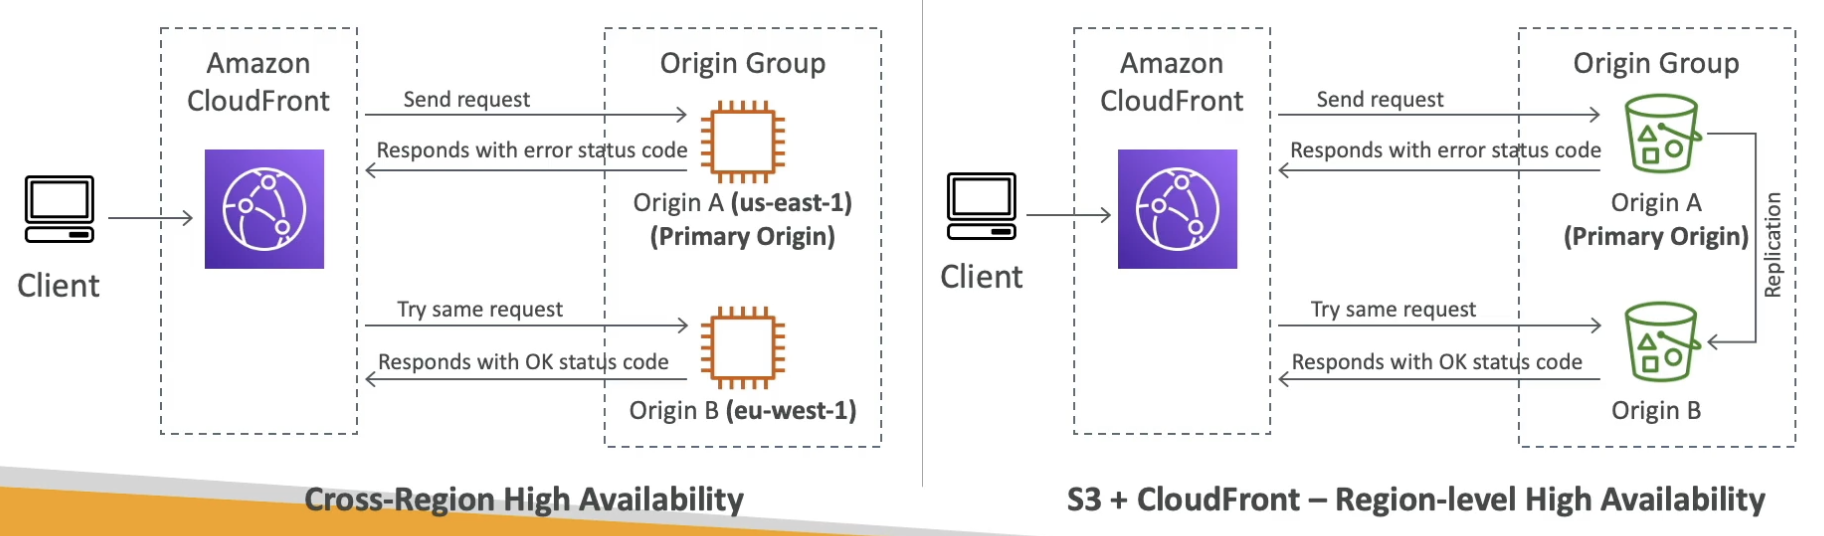 Amazon
CloudFront
Origin Group
Send request
Responds with error status code
Origin A (us-east-1)
(Primary Origin)
Client
Try same request
Responds with OK status code
Origin B (eu-west-1)
Cross-Region High Availability
Amazon
CloudFront
Origin Group
Send request
Responds with error status code
Origin A
(Primary Origin)
Replication
Client
Try same request
Responds with OK status code
Origin B
S3 + CloudFront – Region-level High Availability